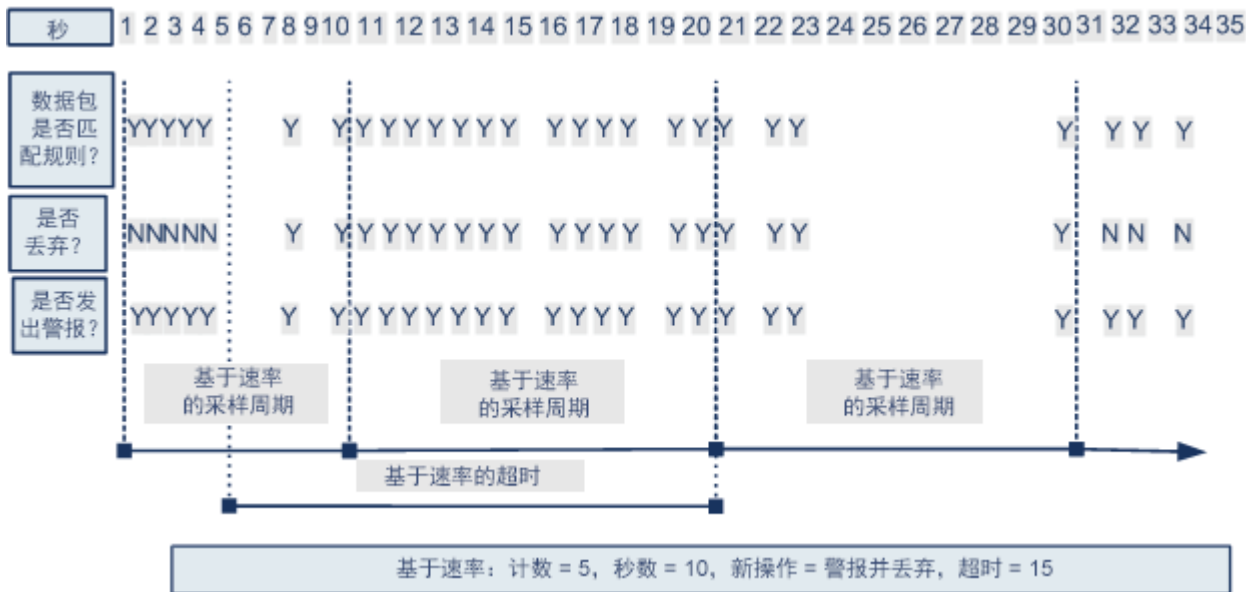 秒 1 2 3 4 5 6 7 8 9 10 11 12 13 14 15 16 17 18 19 20 21 22 23 24 25 26 27 28 29 30 31 32 33 34 35
数据包
是否匹
配规则?
YYYYY Y Y Y Y Y Y Y Y Y Y Y Y Y Y Y Y Y Y Y Y Y Y
是否
丢弃?
NNNNN Y Y Y Y Y Y Y Y Y Y Y Y Y Y Y Y Y Y Y N N N
是否发
出警报?
YYYYY Y Y Y Y Y Y Y Y Y Y Y Y Y Y Y Y Y Y Y Y Y Y
基于速率
的采样周期
基于速率
的采样周期
基于速率
的采样周期
基于速率的超时
基于速率:计数 = 5,秒数 = 10,新操作 = 警报并丢弃,超时 = 15